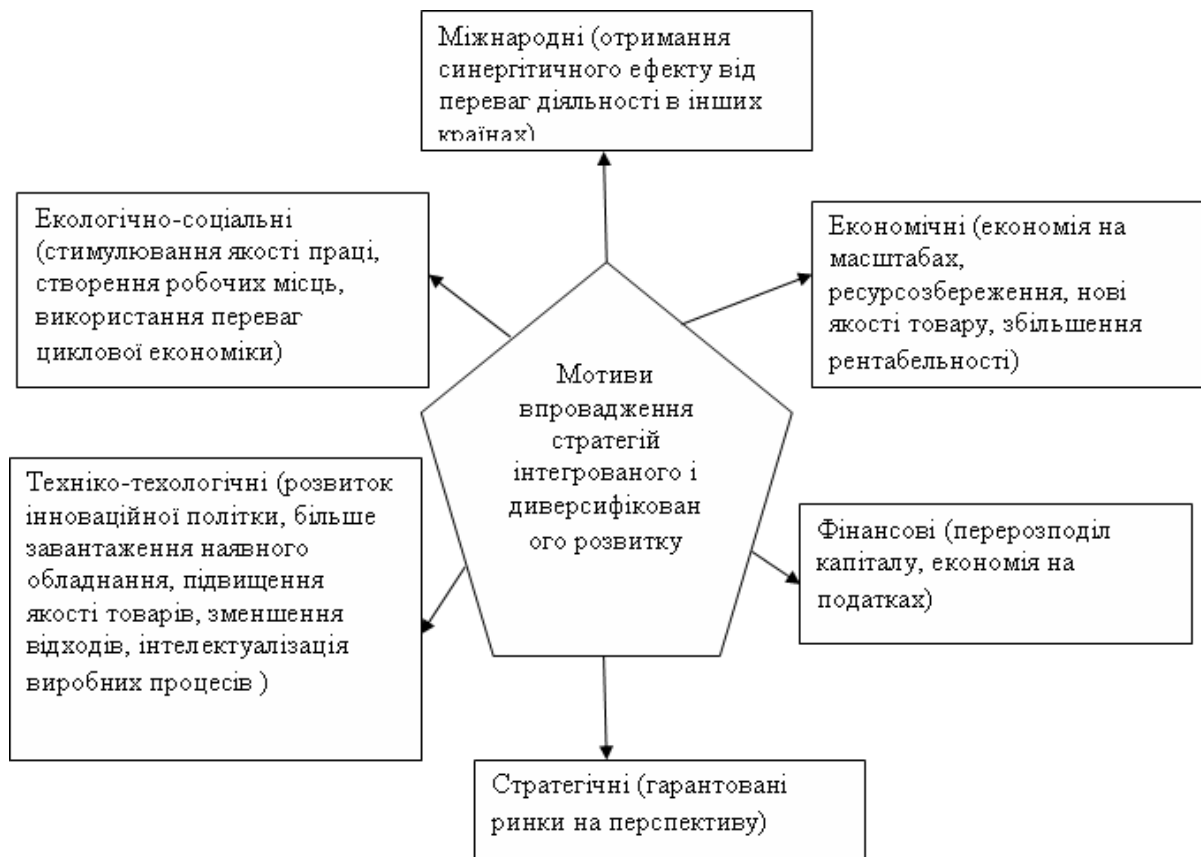 Міжнародні (отримання
синергітичного ефекту від
переваг діяльності в інших
країнах)
Екологічно-соціальні
(стимулювання якості праці,
створення робочих місць,
використання переваг
циклової економіки)
Економічні (економія на
масштабах,
ресурсозбереження, нові
якості товару, збільшення
рентабельності)
Мотиви
впровадження
стратегій
інтегрованого і
диверсифікован
ого розвитку
Техніко-техологічні (розвиток
інноваційної політки, більше
завантаження наявного
обладнання, підвищення
якості товарів, зменшення
відходів, інтелектуалізація
виробних процесів )
Фінансові (перерозподіл
капіталу, економія на
податках)
Стратегічні (гарантовані
ринки на перспективу)